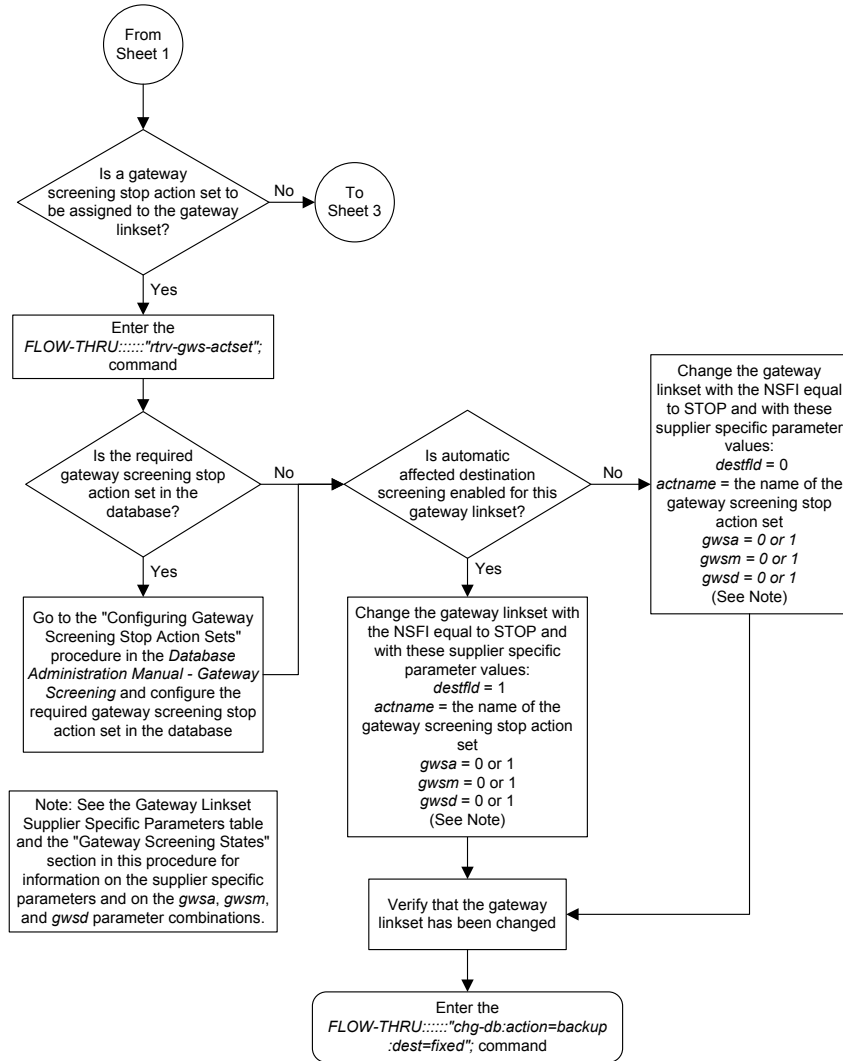 From
Sheet 1
Is a gateway
screening stop action set to
be assigned to the gateway
linkset?
No
To
Sheet 3
Yes
Enter the
FLOW-THRU::::::"rtrv-gws-actset";
command
Is the required
gateway screening stop
action set in the
database?
No
Yes
Go to the "Configuring Gateway
Screening Stop Action Sets"
procedure in the Database
Administration Manual - Gateway
Screening and configure the
required gateway screening stop
action set in the database
Is automatic
affected destination
screening enabled for this
gateway linkset?
No
Yes
Change the gateway
linkset with the NSFI equal
to STOP and with these
supplier specific parameter
values:
destfld = 0
actname = the name of the
gateway screening stop
action set
gwsa = 0 or 1
gwsm = 0 or 1
gwsd = 0 or 1
(See Note)
Change the gateway linkset with
the NSFI equal to STOP and
with these supplier specific
parameter values:
destfld = 1
actname = the name of the
gateway screening stop action
set
gwsa = 0 or 1
gwsm = 0 or 1
gwsd = 0 or 1
(See Note)
Note: See the Gateway Linkset
Supplier Specific Parameters table
and the "Gateway Screening States"
section in this procedure for
information on the supplier specific
parameters and on the gwsa, gwsm,
and gwsd parameter combinations.
Verify that the gateway
linkset has been changed
Enter the
FLOW-THRU::::::"chg-db:action=backup
:dest=fixed"; command